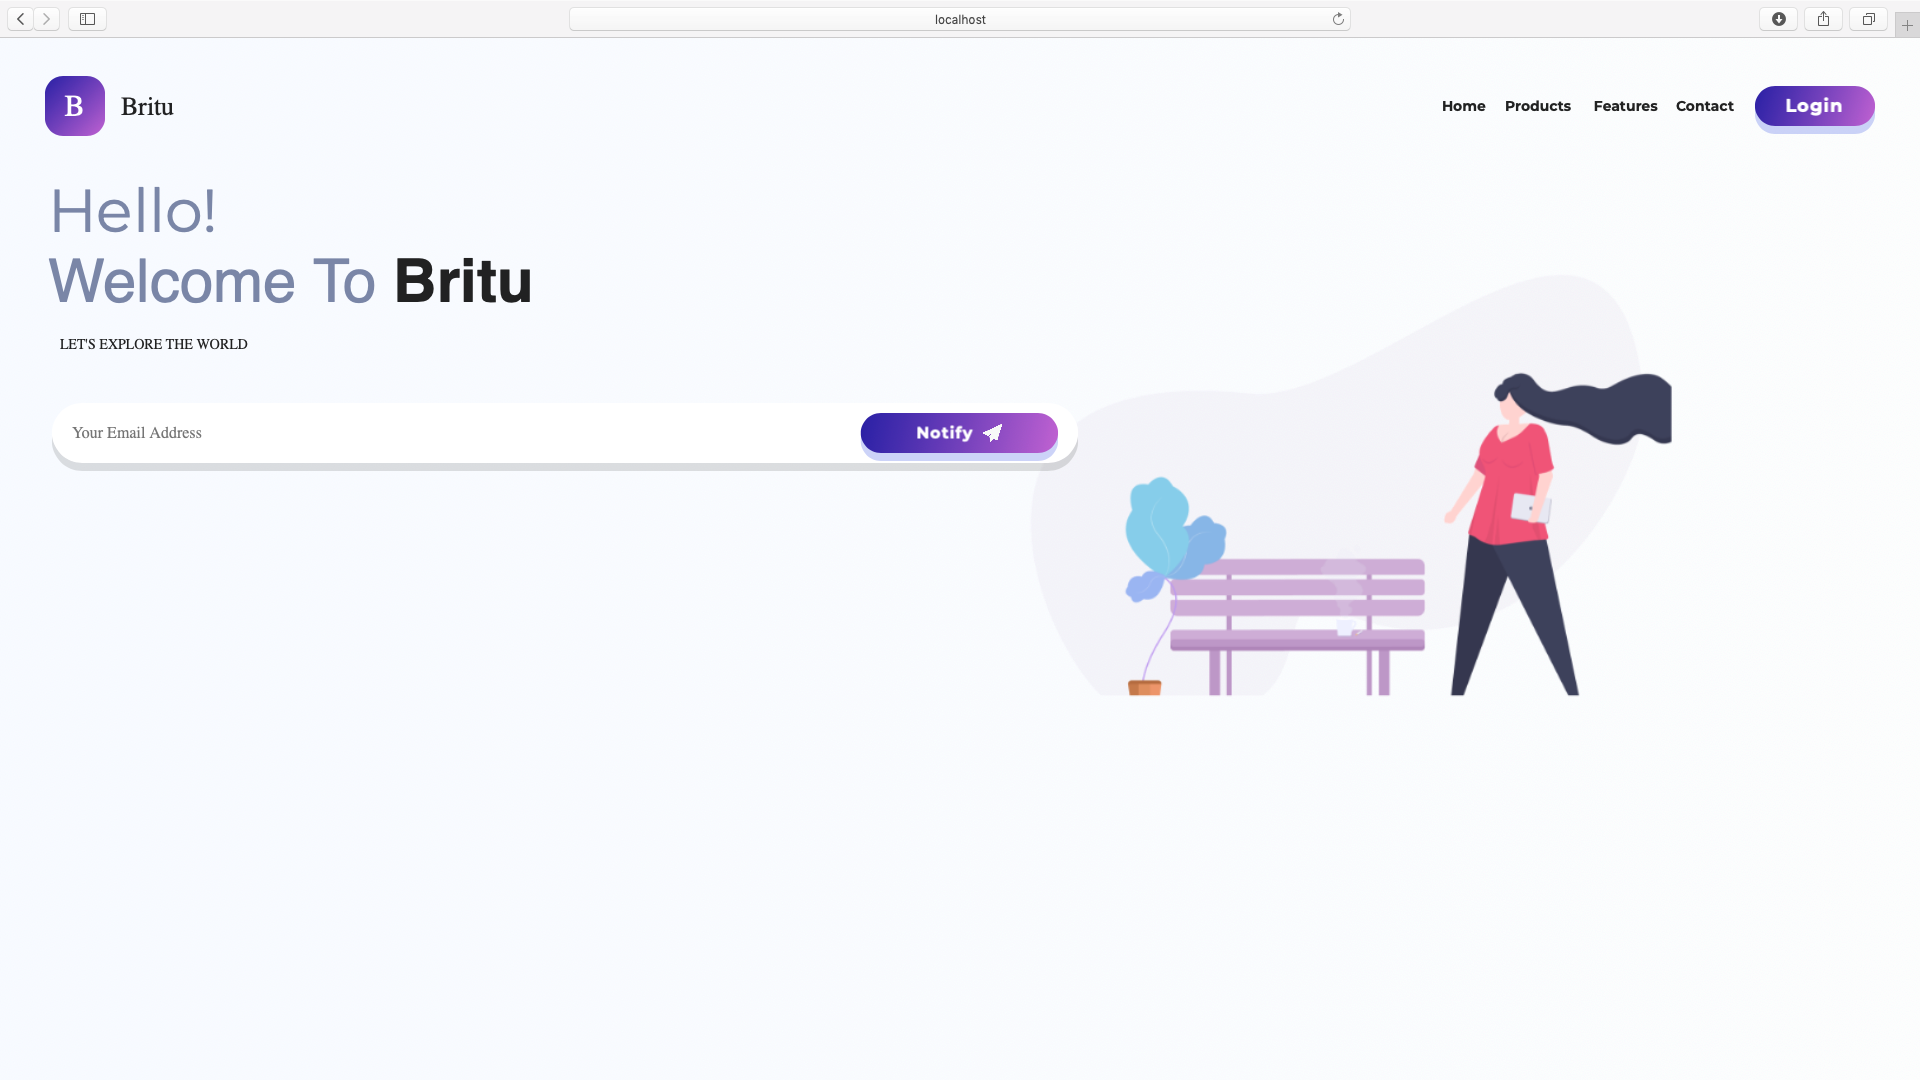 localhost
B Britu
Home Products Features Contact Login
Hello!
Welcome To Britu
LET'S EXPLORE THE WORLD
Your Email Address
Notify